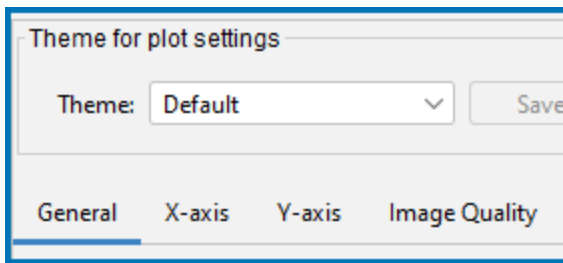 Theme for plot settings
Theme: Default Save
General X-axis Y-axis Image Quality